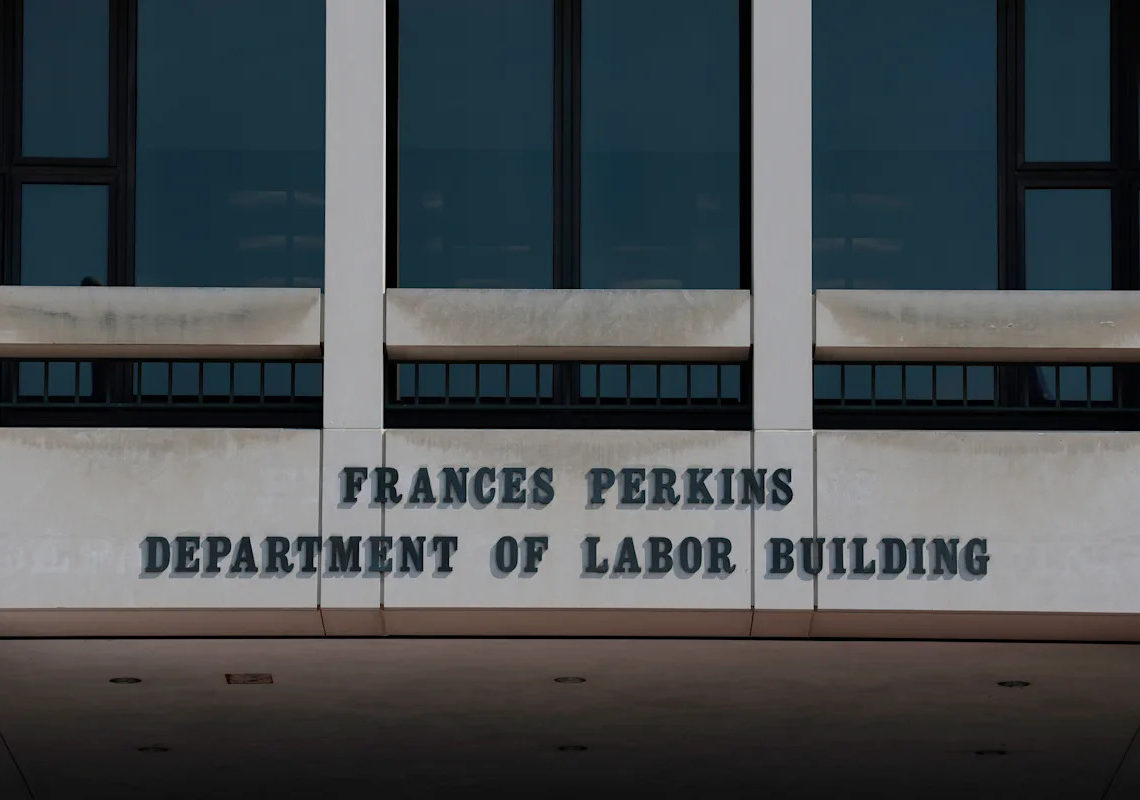 FRANCES PERKINS
DEPARTMENT OF LABOR BUILDING